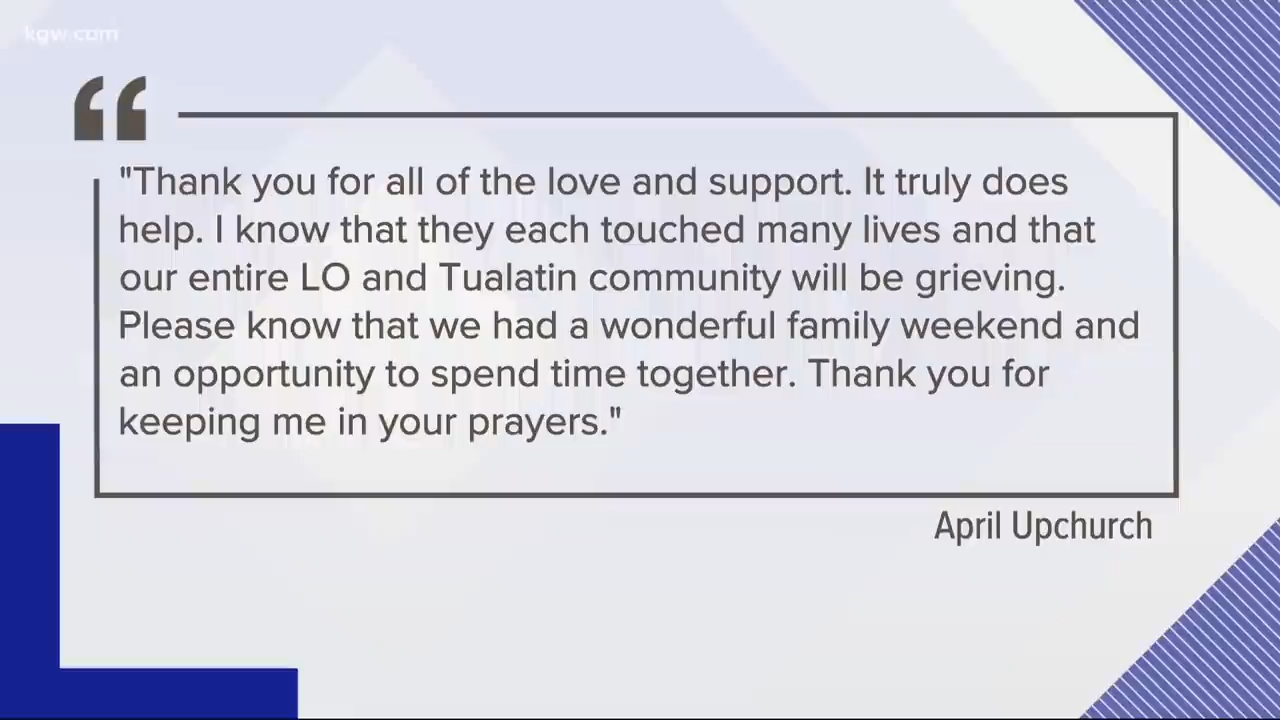 kgw.com
"Thank you for all of the love and support. It truly does
help. I know that they each touched many lives and that
our entire LO and Tualatin community will be grieving.
Please know that we had a wonderful family weekend and
an opportunity to spend time together. Thank you for
keeping me in your prayers."
April Upchurch